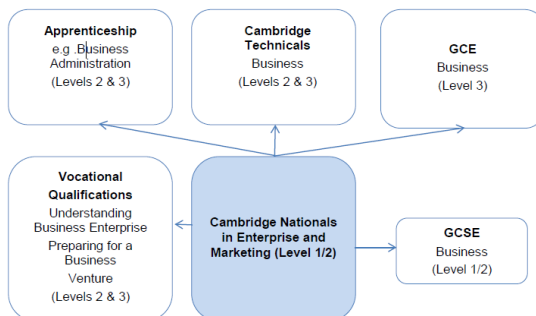 Apprenticeship
e.g .Business
Administration
(Levels 2 & 3)
Cambridge
Technicals
Business
(Levels 2 & 3)
GCE
Business
(Level 3)
Vocational
Qualifications
Understanding
Business Enterprise
Preparing for a
Business
Venture
(Levels 2 & 3)
Cambridge Nationals
in Enterprise and
Marketing (Level 1/2)
GCSE
Business
(Level 1/2)